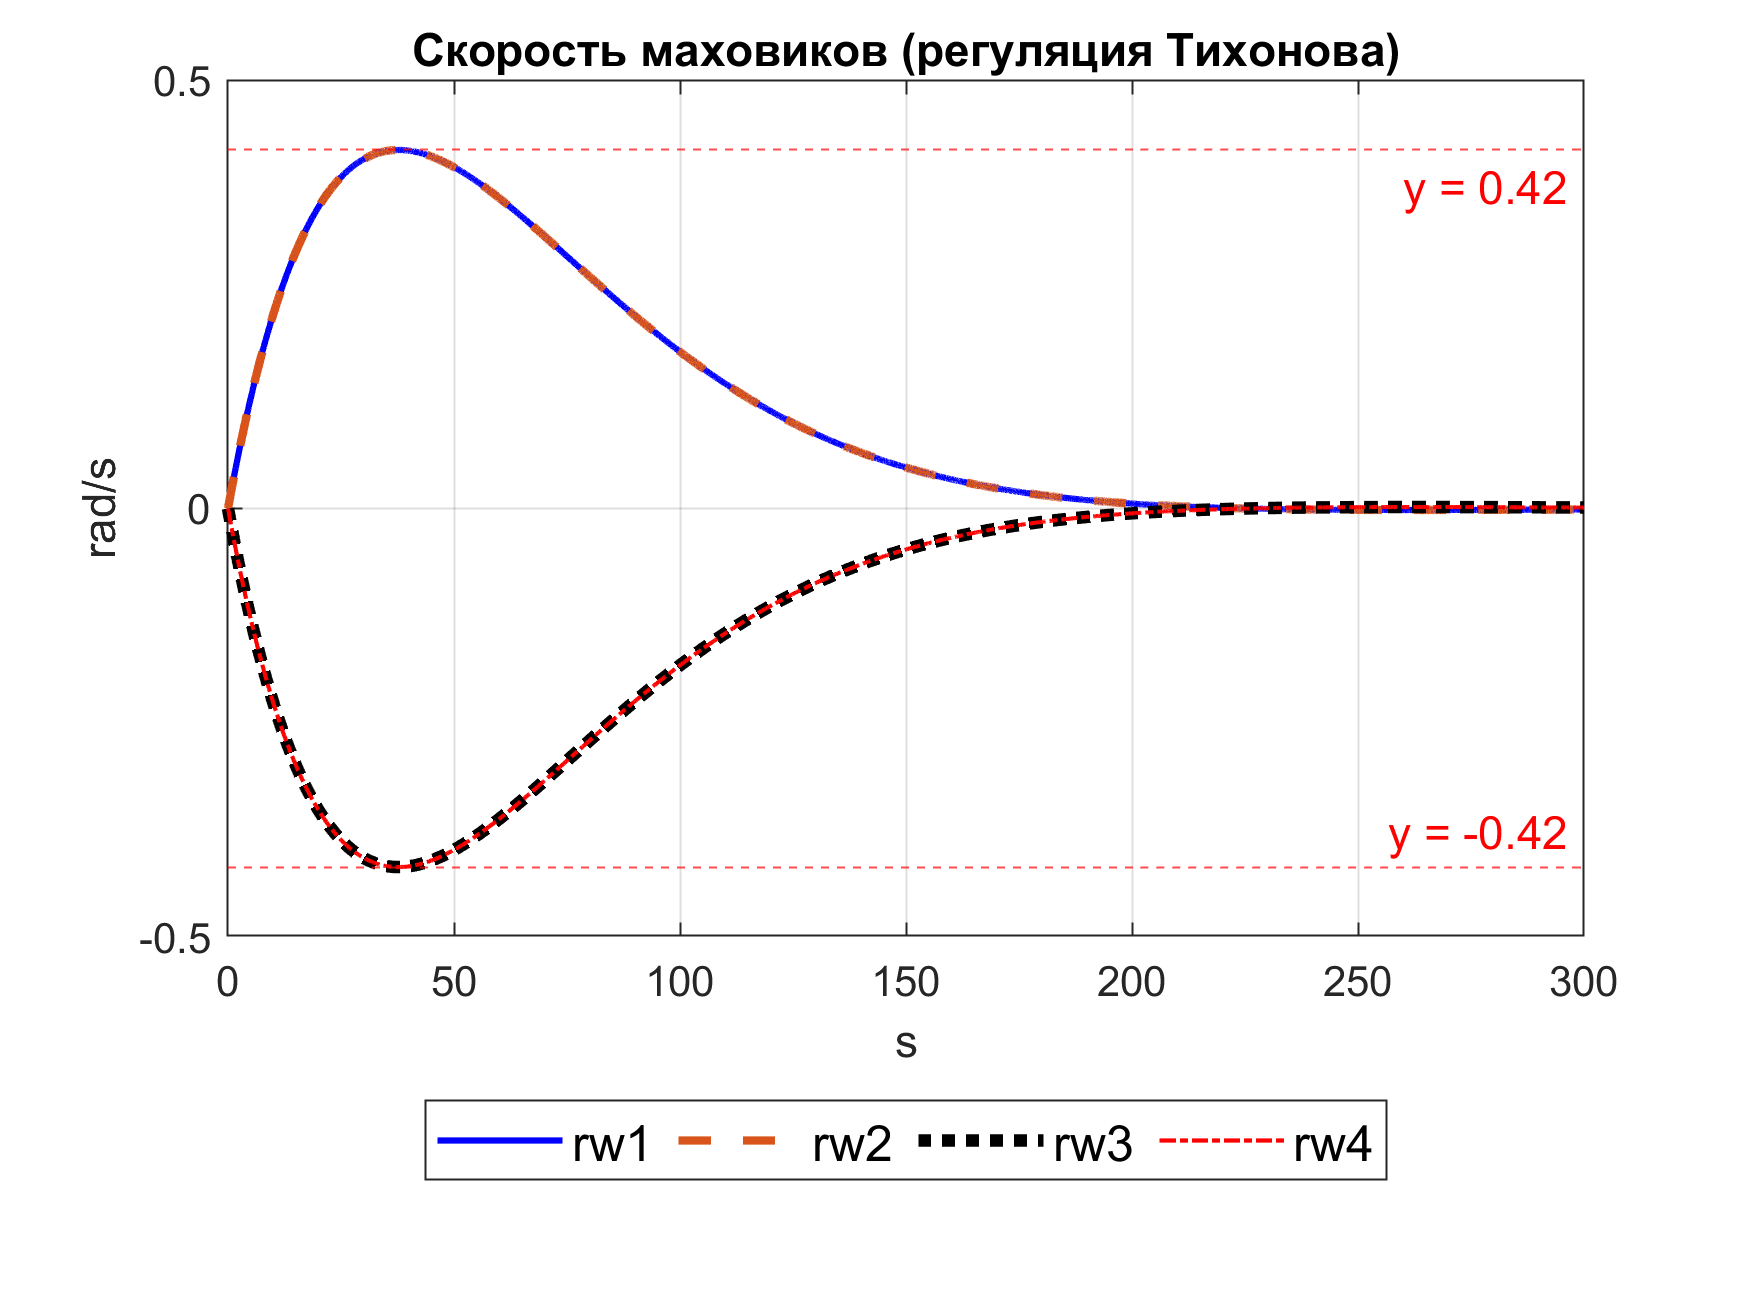 Скорость маховиков (регуляция Тихонова)
0.5
y = 0.42
rad/s
0
y = -0.42
-0.5
0 50 100 150 200 250 300
s
rw1 rw2 rw3 rw4